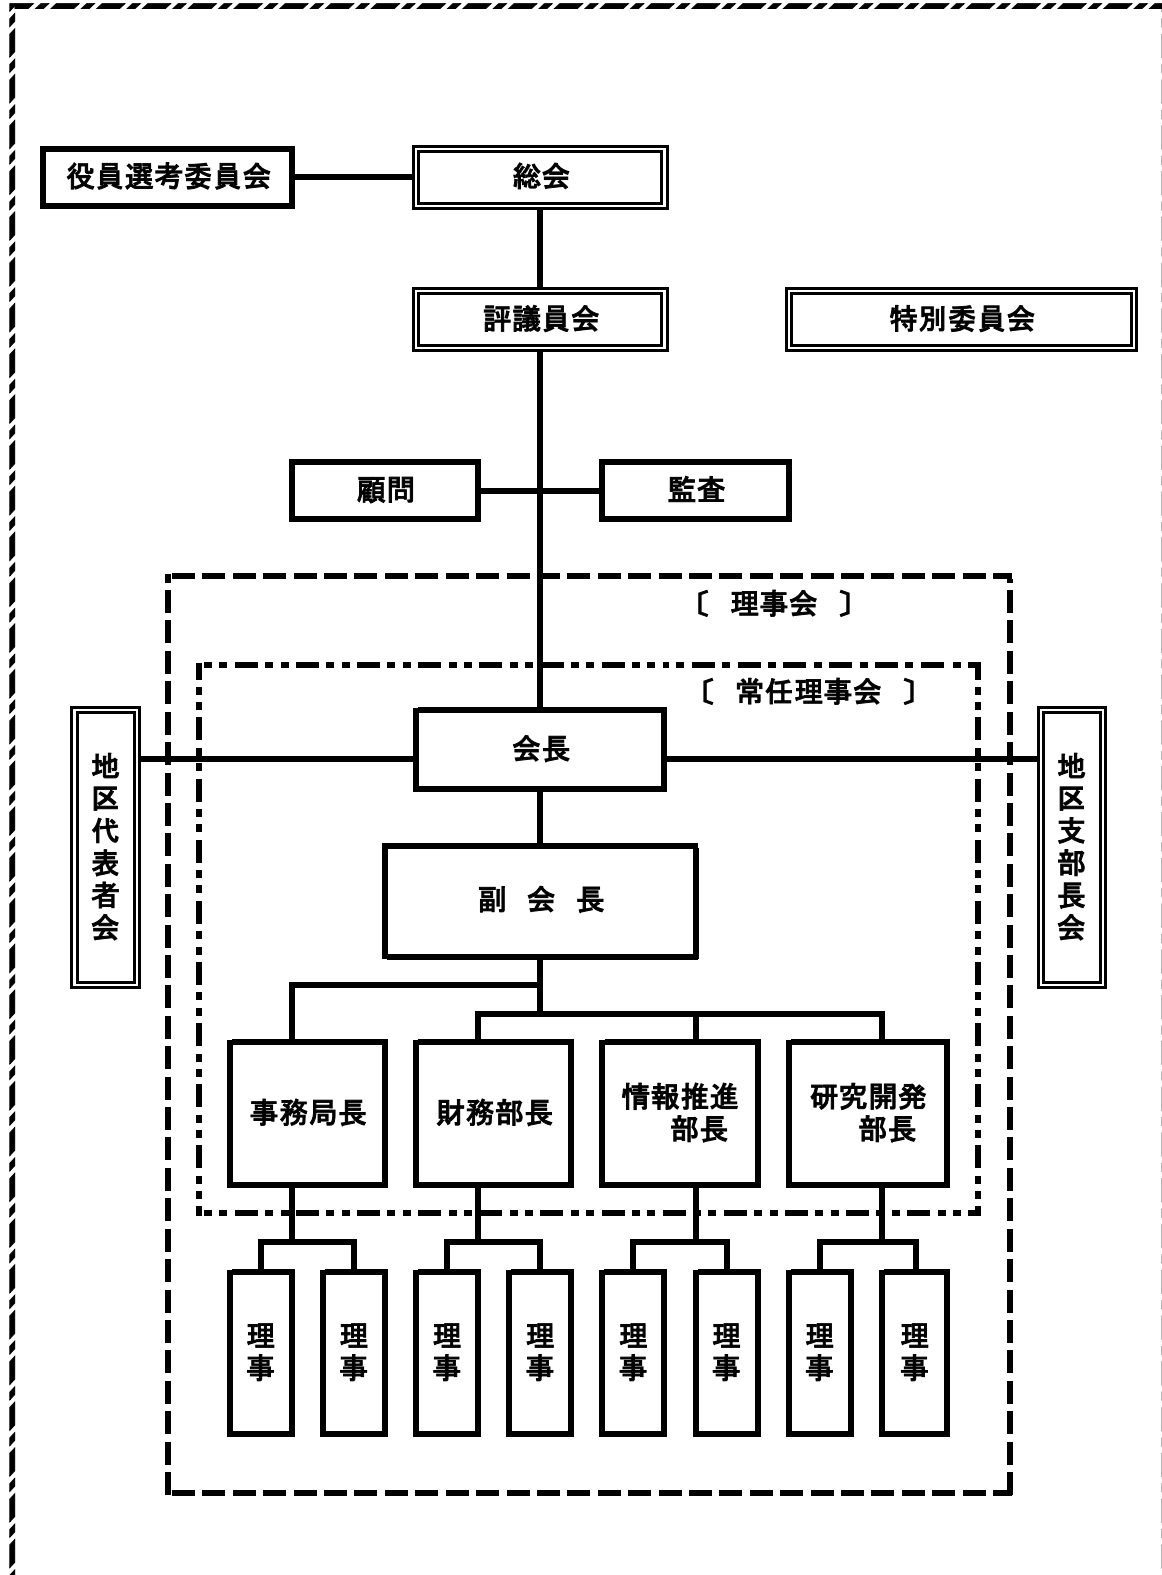 役員選考委員会
総会
評議員会
特別委員会
顧問
監査
〔 理事会 〕
〔 常任理事会 〕
会長
地区代表者会
地区支部長会
副 会 長
事務局長
財務部長
情報推進
部長
研究開発
部長
理事
理事
理事
理事
理事
理事
理事
理事